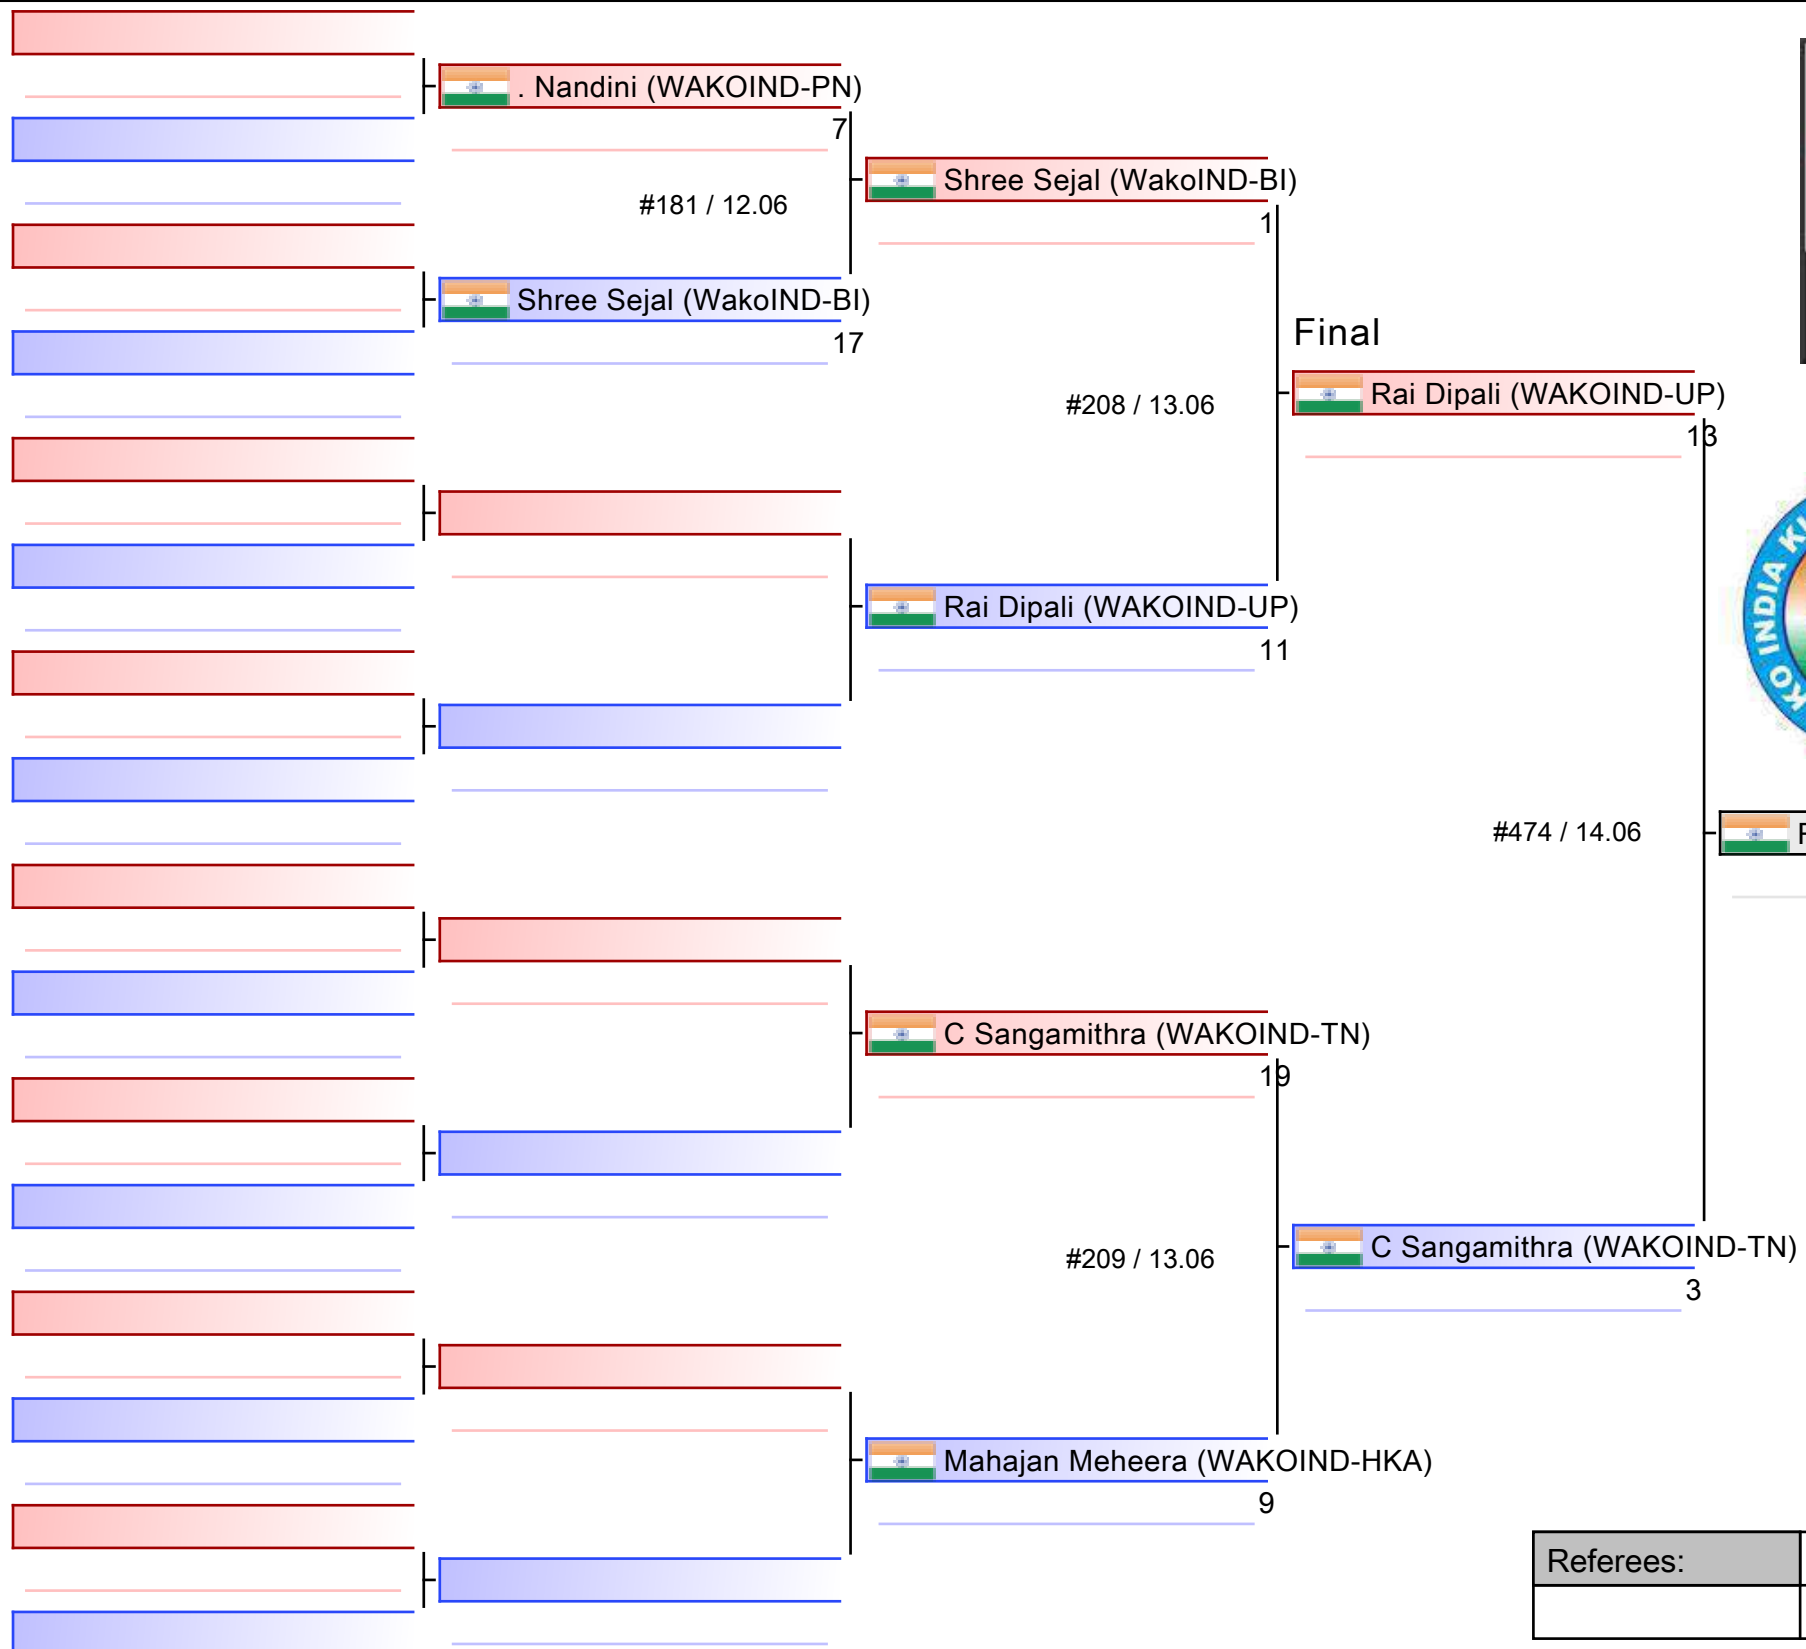 . Nandini (WAKOIND-PN)
7
Shree Sejal (WakoIND-BI)
1
#181 / 12.06
Shree Sejal (WakoIND-BI)
17
Final
#208 / 13.06
Rai Dipali (WAKOIND-UP)
13
Rai Dipali (WAKOIND-UP)
11
INDIA
#474 / 14.06
C Sangamithra (WAKOIND-TN)
19
#209 / 13.06
C Sangamithra (WAKOIND-TN)
3
Mahajan Meheera (WAKOIND-HKA)
9
Referees: